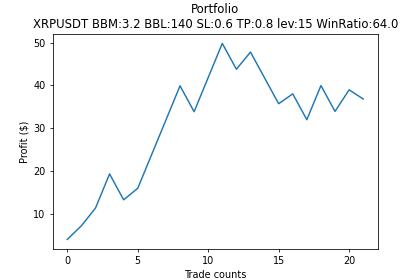 Portfolio
XRPUSDT BBM:3.2 BBL:140 SL:0.6 TP:0.8 lev:15 WinRatio:64.0
50
40
30
20
10
Profit ($)
0
5
10
15
20
Trade counts